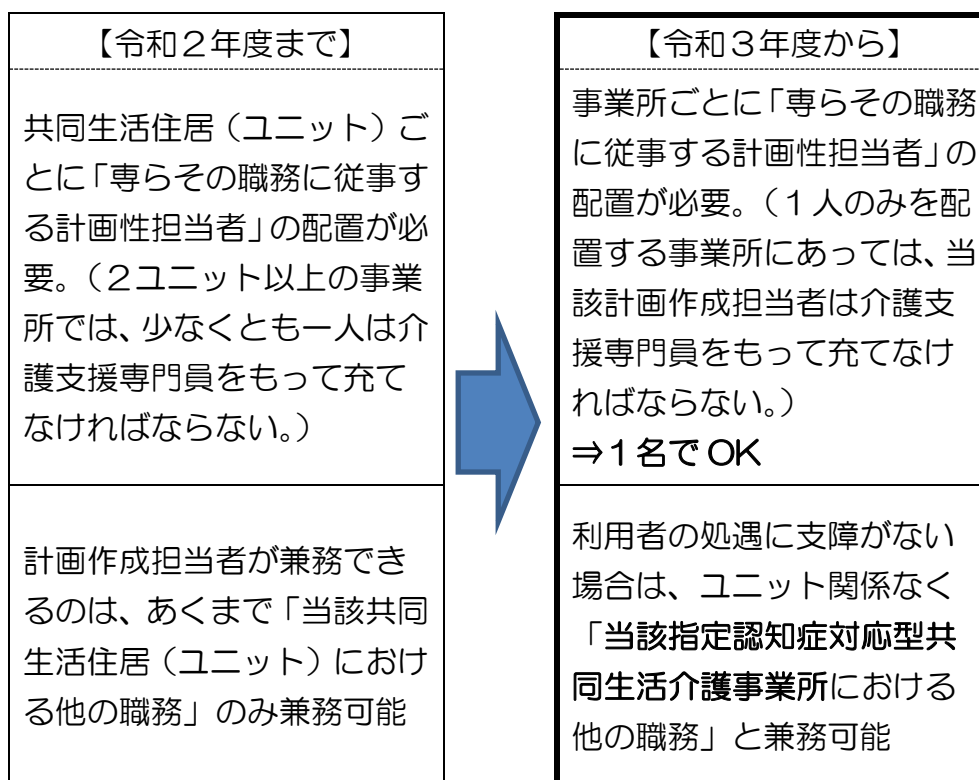 【令和２年度まで】
共同生活住居（ユニット）ご
とに「専らその職務に従事す
る計画性担当者」の配置が必
要。（２ユニット以上の事業
所では、少なくとも一人は介
護支援専門員をもって充て
なければならない。）
計画作成担当者が兼務でき
るのは、あくまで「当該共同
生活住居（ユニット）におけ
る他の職務」のみ兼務可能
【令和３年度から】
事業所ごとに「専らその職務
に従事する計画性担当者」の
配置が必要。（１人のみを配
置する事業所にあっては、当
該計画作成担当者は介護支
援専門員をもって充てなけ
ればならない。）
⇒１名でOK
利用者の処遇に支障がない
場合は、ユニット関係なく
「当該指定認知症対応型共
同生活介護事業所における
他の職務」と兼務可能